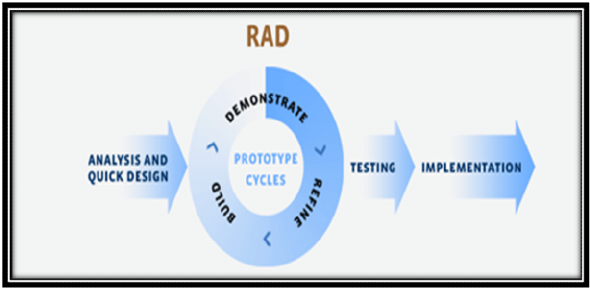 RAD
ANALYSIS AND
QUICK DESIGN
DEMONSTRATE
REFINE
BUILD
PROTOTYPE
CYCLES
TESTING
IMPLEMENTATION